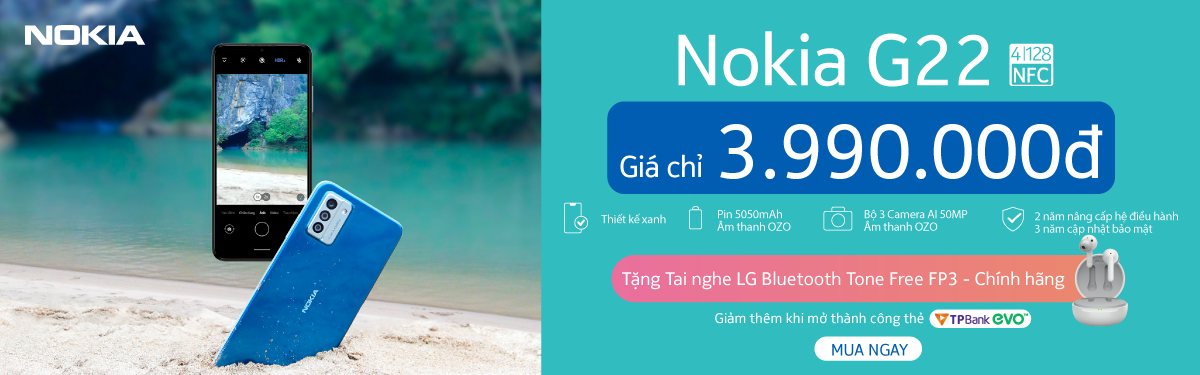 NOKIA
NOKIA
Nokia G22
4|128
NFC
Giá chỉ 3.990.000đ
Thiết kế xanh
Pin 5050mAh
Âm thanh OZO
Bộ 3 Camera AI 50MP
Âm thanh OZO
2 năm nâng cấp hệ điều hành
3 năm cập nhật bảo mật
Tặng Tai nghe LG Bluetooth Tone Free FP3 - Chính hãng
Giảm thêm khi mở thành công thẻ TPBank evo™
MUA NGAY